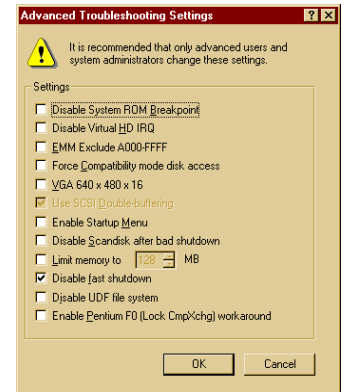 Advanced Troubleshooting Settings
It is recommended that only advanced users and
system administrators change these settings.
Settings
Disable System ROM Breakpoint
Disable Virtual HD IRQ
EMM Exclude A000-FFFF
Force Compatibility mode disk access
VGA 640 x 480 x 16
Use SCSI Double-buffering
Enable Startup Menu
Disable Scandisk after bad shutdown
Limit memory to 128 MB
Disable fast shutdown
Disable UDF file system
Enable Pentium F0 (Lock CmpXchg) workaround
OK Cancel